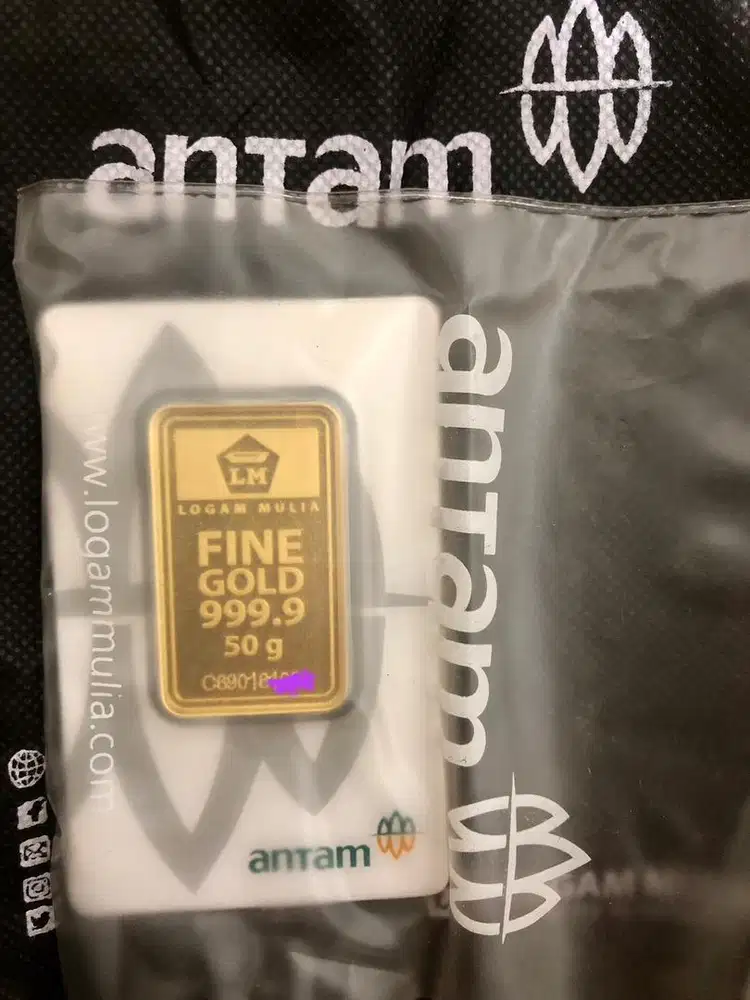 antam
antam
www.logammulia.com
LM
LOGAM MULIA
FINE
GOLD
999.9
50 g
antam